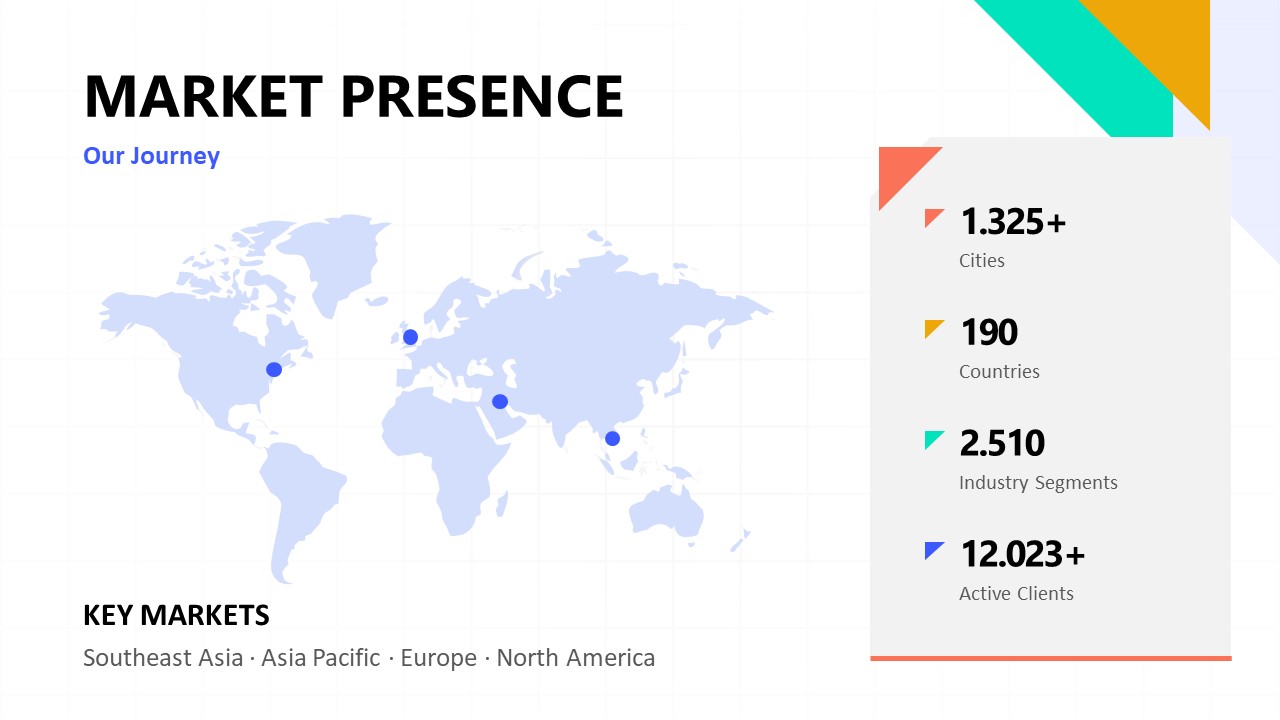 MARKET PRESENCE
Our Journey
1.325+
Cities
190
Countries
2.510
Industry Segments
12.023+
Active Clients
KEY MARKETS
Southeast Asia · Asia Pacific · Europe · North America